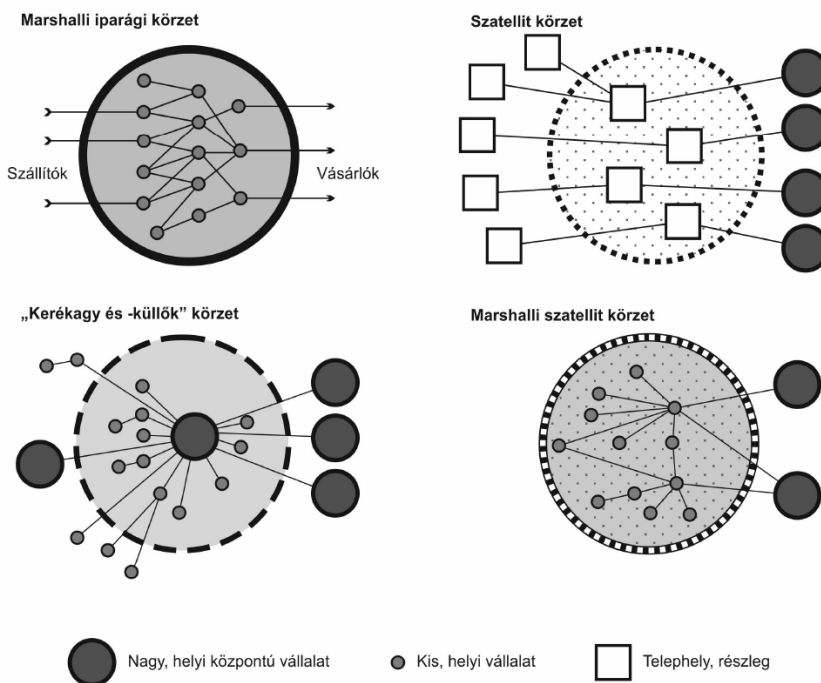 Marshalli iparági körzet
Szatellit körzet
Szállítók
Vásárlók
„Kerékagy és -küllők” körzet
Marshalli szatellit körzet
Nagy, helyi központú vállalat
Kis, helyi vállalat
Telephely, részleg